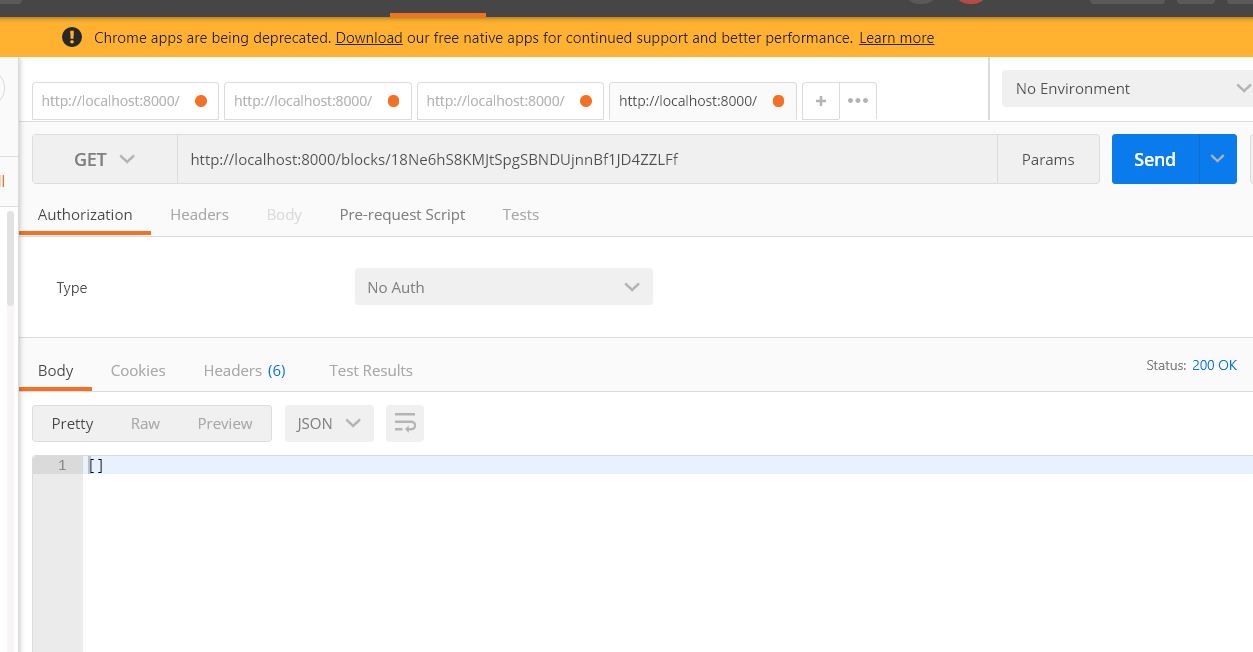 Chrome apps are being deprecated. Download our free native apps for continued support and better performance. Learn more
http://localhost:8000/ http://localhost:8000/ http://localhost:8000/ http://localhost:8000/ + ••• No Environment
GET http://localhost:8000/blocks/18Ne6hS8KMJtSpgSBNDUjnnBf1JD4ZZLFf Params Send
Authorization Headers Body Pre-request Script Tests
Type No Auth
Body Cookies Headers (6) Test Results Status: 200 OK
Pretty Raw Preview JSON
1 []